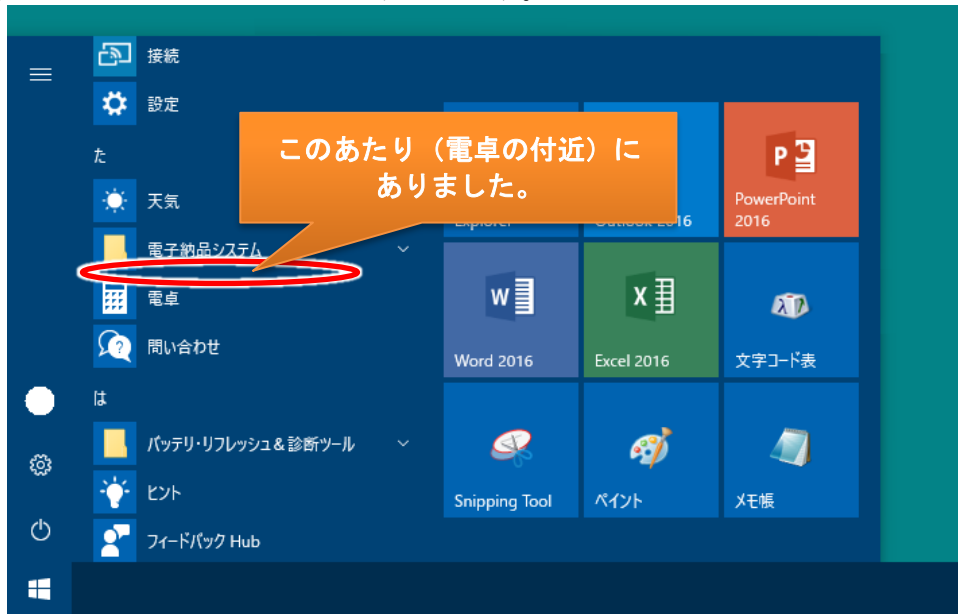 接続
設定
た
天気
電子納品システム
電卓
問い合わせ
は
バッテリ・リフレッシュ&診断ツール
ヒント
フィードバック Hub
このあたり（電卓の付近）に
ありました。
Explorer
Outlook 2016
PowerPoint
2016
Word 2016
Excel 2016
文字コード表
Snipping Tool
ペイント
メモ帳